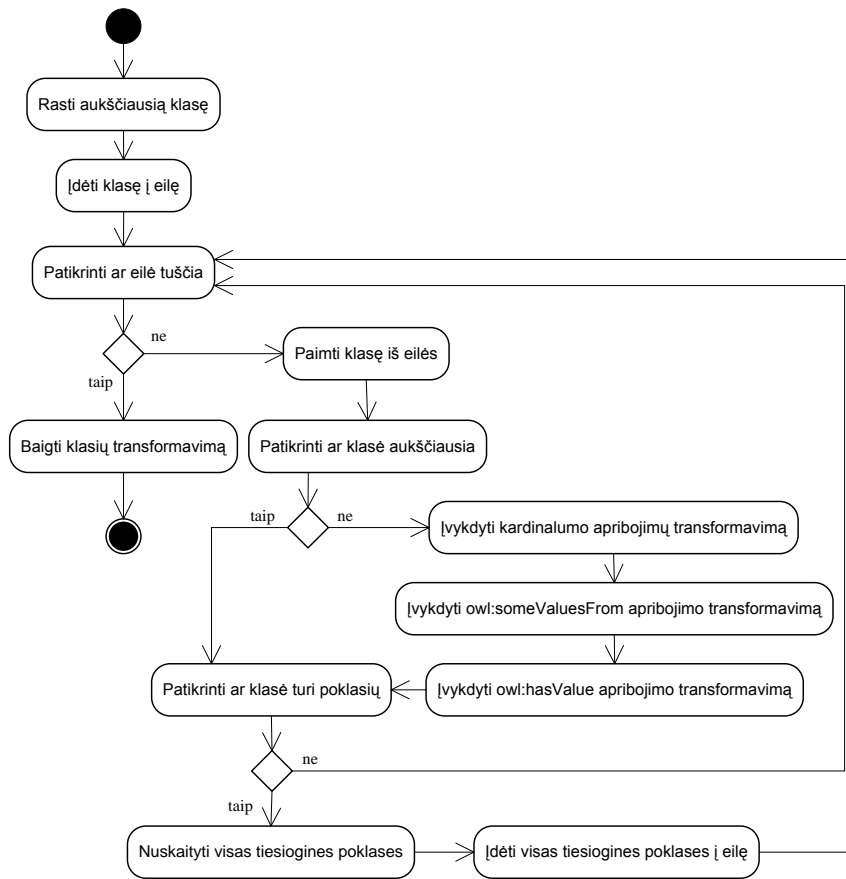 Rasti aukščiausią klasę
Įdėti klasę į eilę
Patikrinti ar eilė tuščia
ne
Paimti klasę iš eilės
taip
Baigti klasių transformavimą
Patikrinti ar klasė aukščiausia
taip
ne
Įvykdyti kardinalumo apribojimų transformavimą
Įvykdyti owl:someValuesFrom apribojimo transformavimą
Patikrinti ar klasė turi poklasių
Įvykdyti owl:hasValue apribojimo transformavimą
ne
taip
Nuskaityti visas tiesiogines poklases
Įdėti visas tiesiogines poklases į eilę